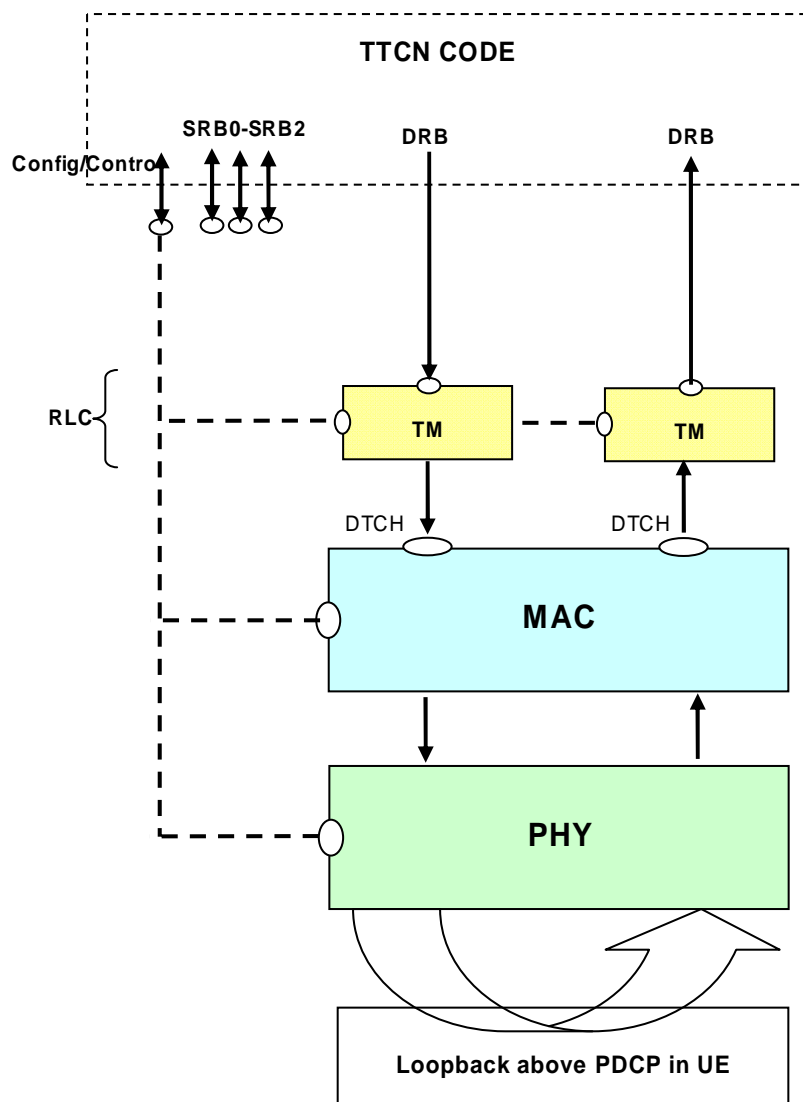 TTCN CODE
SRB0-SRB2
DRB
DRB
Config/Contro
RLC
TM
TM
DTCH
DTCH
MAC
PHY
Loopback above PDCP in UE